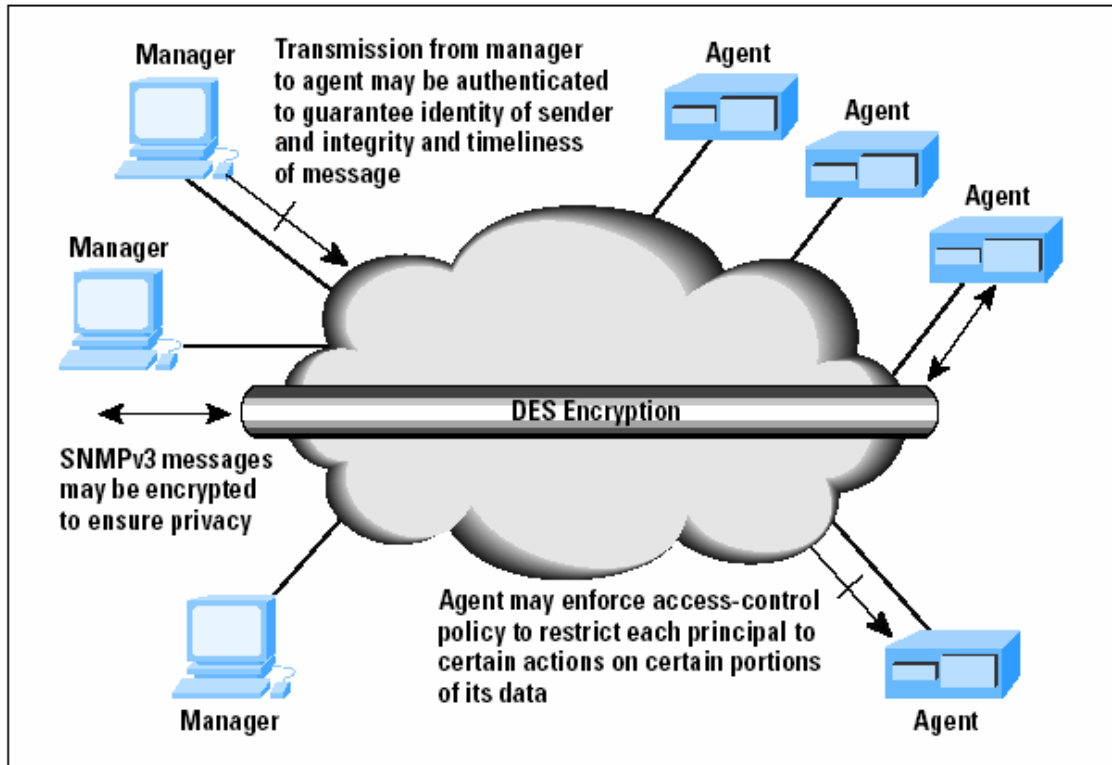 Manager
Transmission from manager
to agent may be authenticated
to guarantee identity of sender
and integrity and timeliness
of message
Agent
Agent
Agent
Manager
DES Encryption
SNMPv3 messages
may be encrypted
to ensure privacy
Agent may enforce access-control
policy to restrict each principal to
certain actions on certain portions
of its data
Manager
Agent